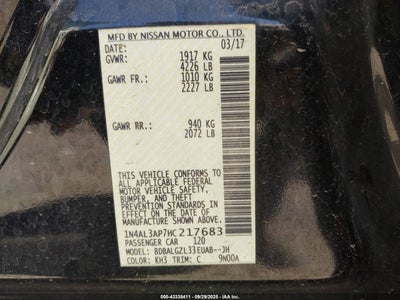 MFD BY NISSAN MOTOR CO., LTD.
DATE: 03/17
GVWR: 1917 KG
4226 LB
GAWR FR.: 1010 KG
2227 LB
GAWR RR.: 940 KG
2072 LB
THIS VEHICLE CONFORMS TO ALL
APPLICABLE FEDERAL MOTOR
VEHICLE SAFETY, BUMPER, AND
THEFT PREVENTION STANDARDS
IN EFFECT ON THE DATE OF
MANUFACTURE SHOWN ABOVE.
1N4AL3AP7HC217683
PASSENGER CAR 120
MODEL: BDBALGZL33EUAB--JH
COLOR: KH3 TRIM: C 9N00A
000-43338411 - 09/29/2025 - IAA Inc.